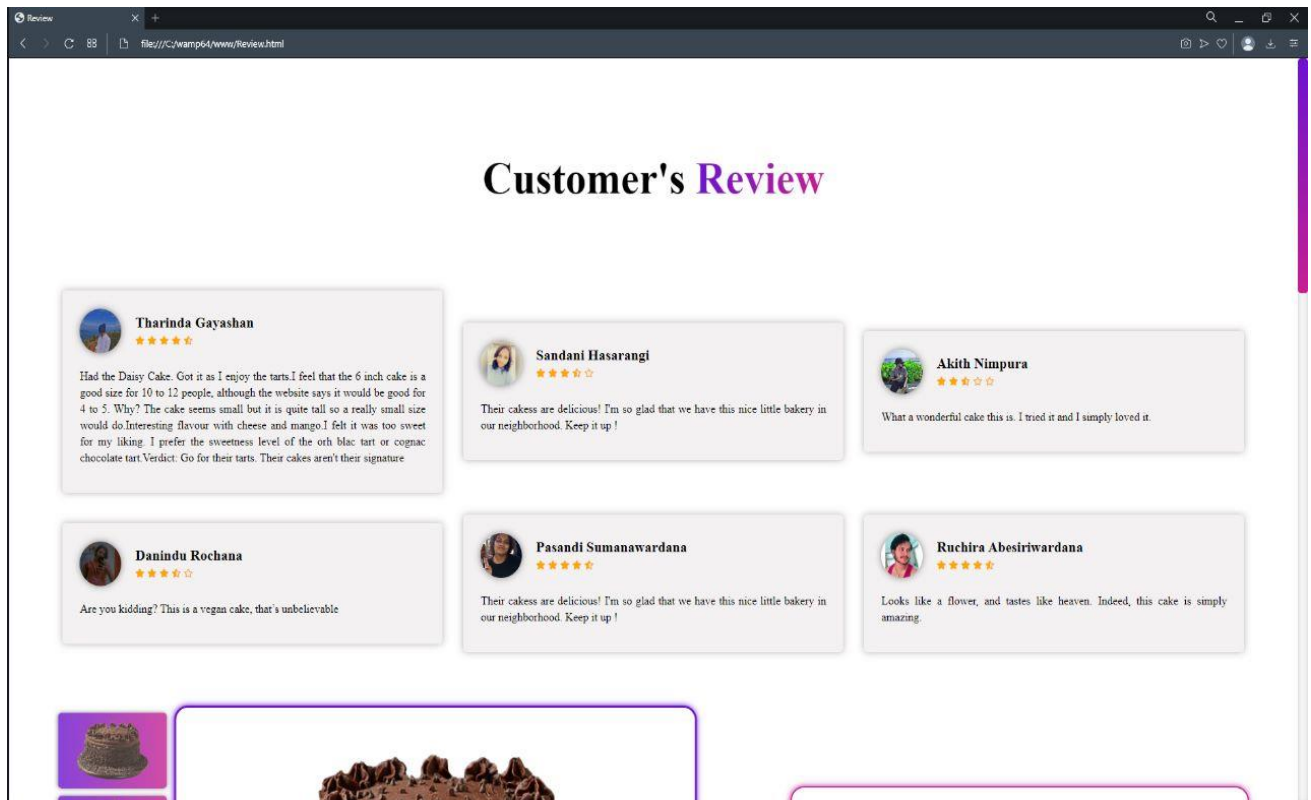 Review
file:///C:/wamp64/www/Review.html
Customer's Review
Tharinda Gayashan
Had the Daisy Cake. Got it as I enjoy the tarts.I feel that the 6 inch cake is a
good size for 10 to 12 people, although the website says it would be good for
4 to 5. Why? The cake seems small but it is quite tall so a really small size
would do.Interesting flavour with cheese and mango.I felt it was too sweet
for my liking. I prefer the sweetness level of the orh blac tart or cognac
chocolate tart.Verdict: Go for their tarts. Their cakes aren't their signature
Sandani Hasarangi
Their cakess are delicious! I'm so glad that we have this nice little bakery in
our neighborhood. Keep it up !
Akith Nimpura
What a wonderful cake this is. I tried it and I simply loved it.
Danindu Rochana
Are you kidding? This is a vegan cake, that's unbelievable
Pasandi Sumanawardana
Their cakess are delicious! I'm so glad that we have this nice little bakery in
our neighborhood. Keep it up !
Ruchira Abesiriwardana
Looks like a flower, and tastes like heaven. Indeed, this cake is simply
amazing.